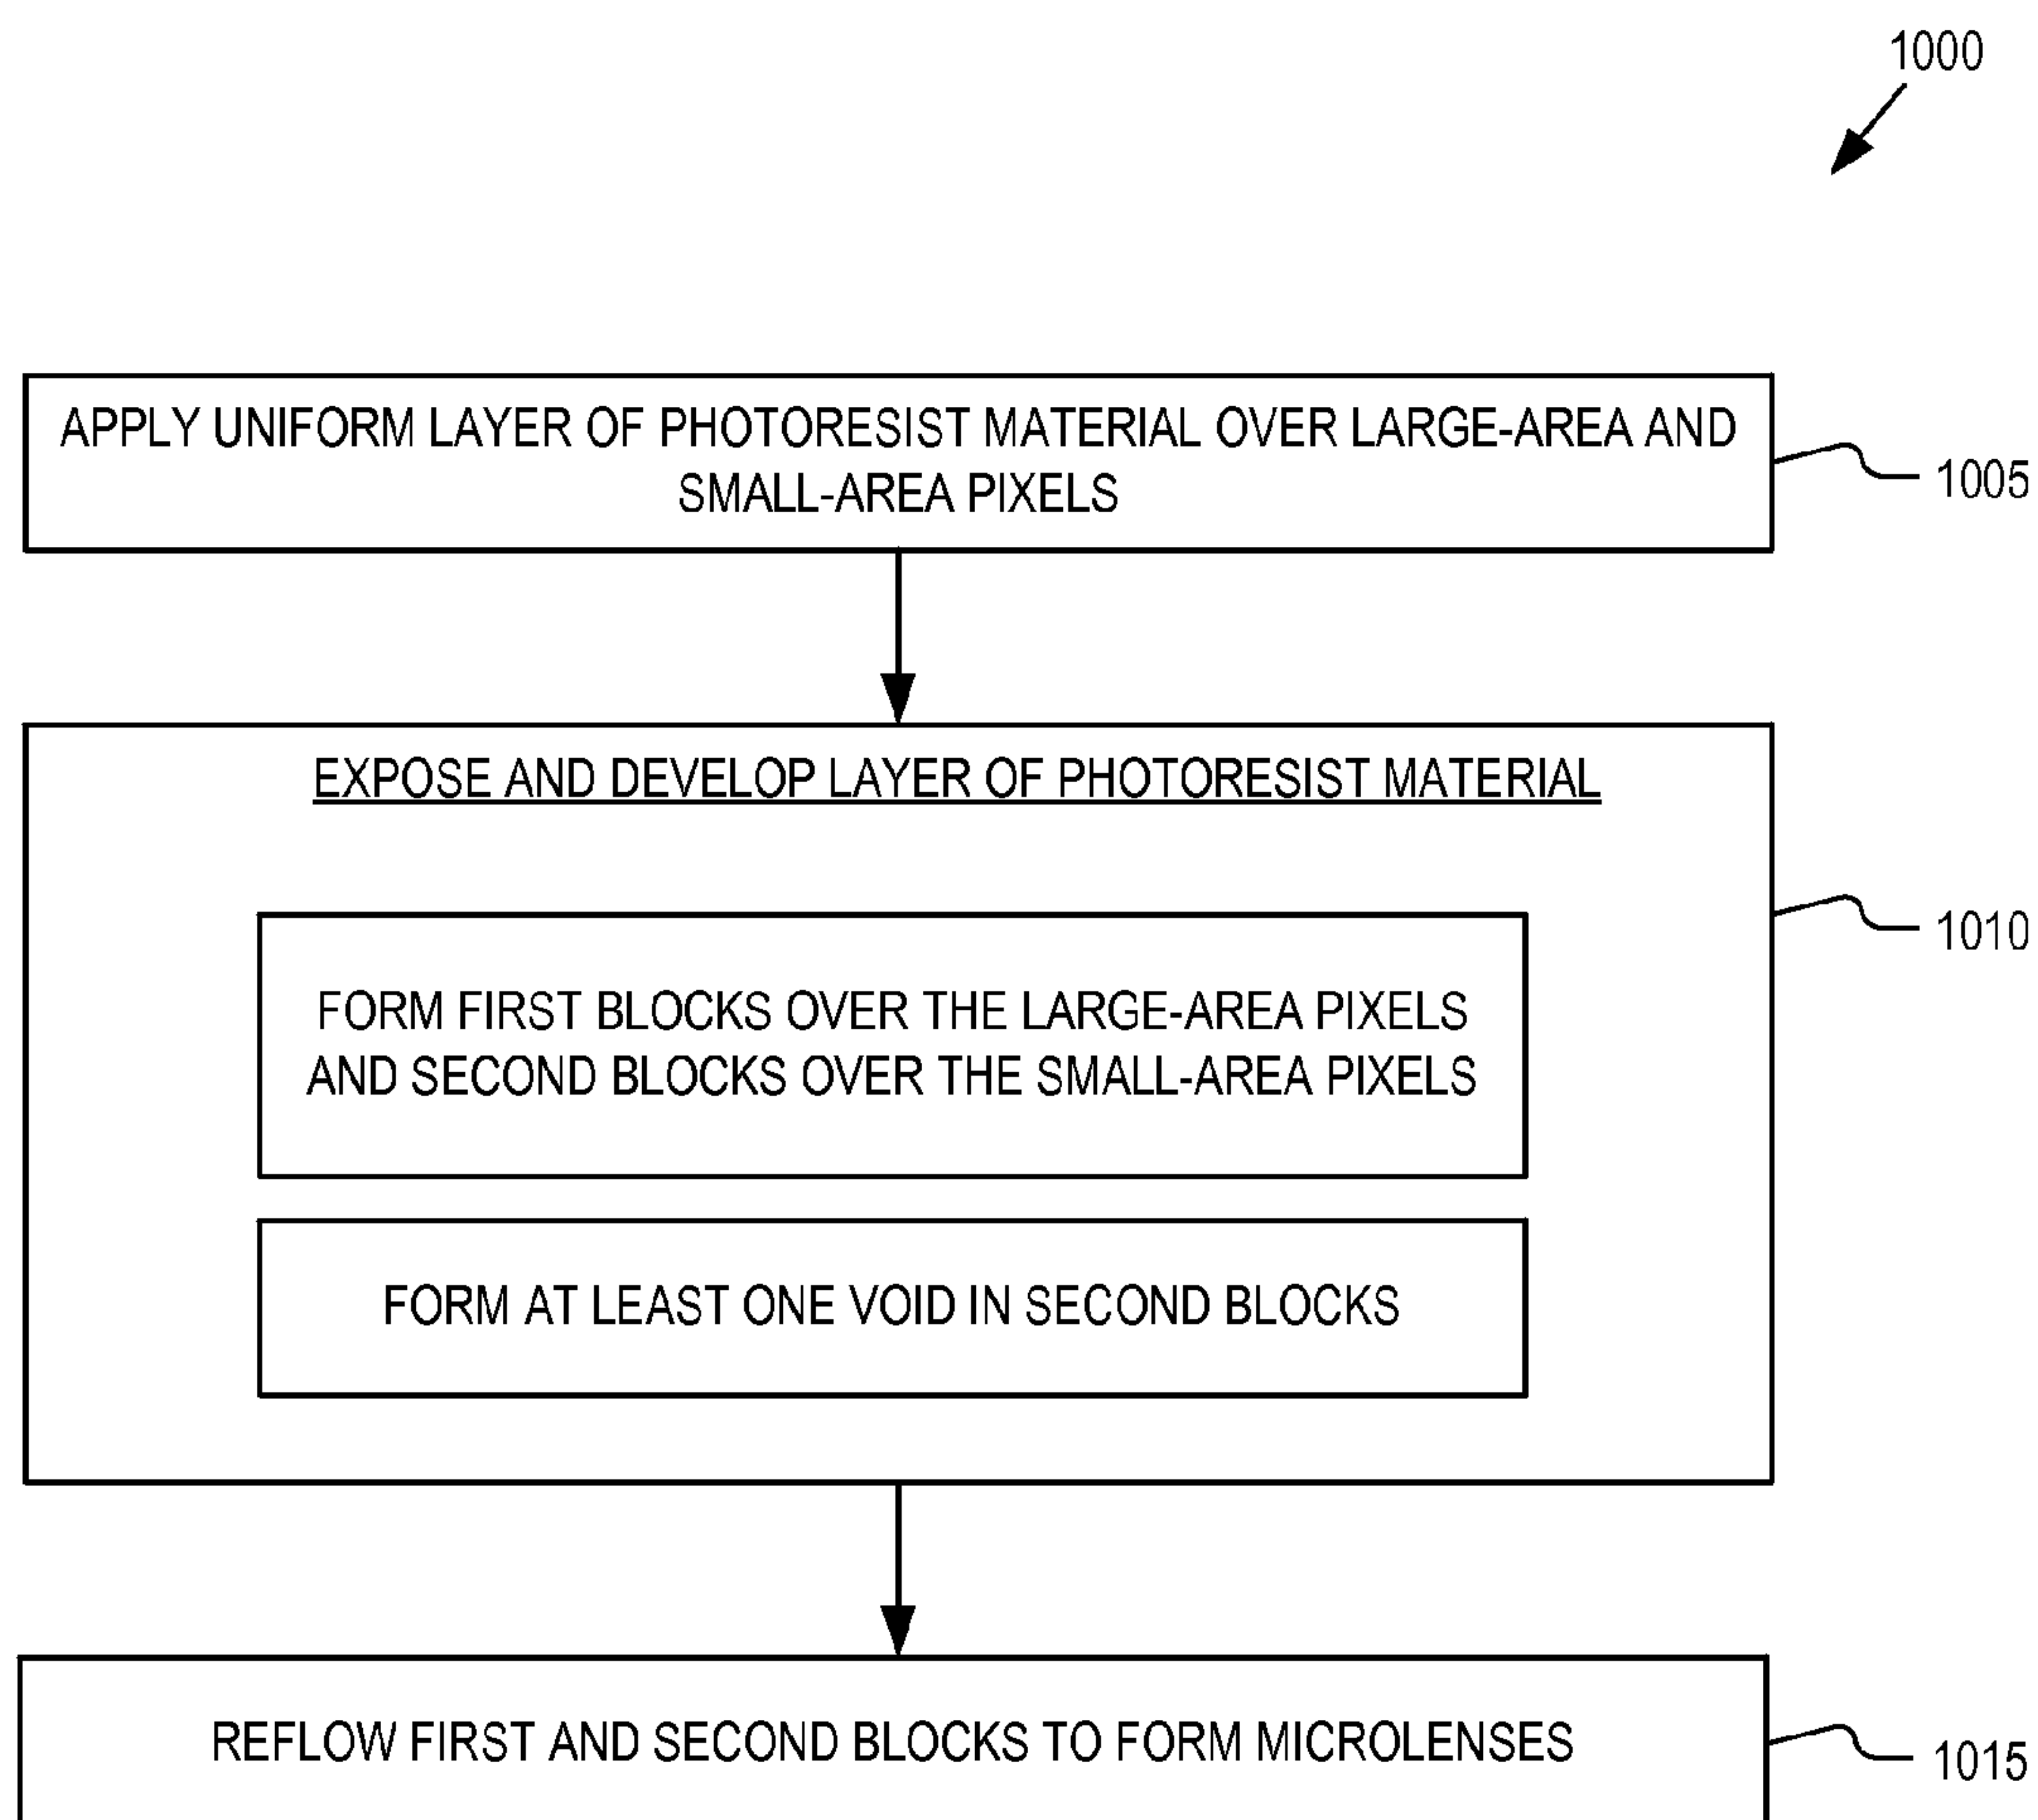 1000
APPLY UNIFORM LAYER OF PHOTORESIST MATERIAL OVER LARGE-AREA AND
SMALL-AREA PIXELS
1005
EXPOSE AND DEVELOP LAYER OF PHOTORESIST MATERIAL
1010
FORM FIRST BLOCKS OVER THE LARGE-AREA PIXELS
AND SECOND BLOCKS OVER THE SMALL-AREA PIXELS
FORM AT LEAST ONE VOID IN SECOND BLOCKS
REFLOW FIRST AND SECOND BLOCKS TO FORM MICROLENSES
1015